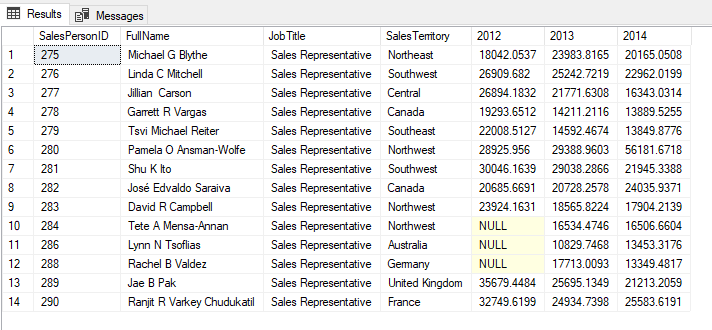 Results Messages
SalesPersonID FullName JobTitle SalesTerritory 2012 2013 2014
1 275 Michael G Blythe Sales Representative Northeast 18042.0537 23983.8165 20165.0508
2 276 Linda C Mitchell Sales Representative Southwest 26909.682 25242.7219 22962.0199
3 277 Jillian Carson Sales Representative Central 26894.1832 21771.6308 16343.0314
4 278 Garrett R Vargas Sales Representative Canada 19293.6512 14211.2116 13889.5255
5 279 Tsvi Michael Reiter Sales Representative Southeast 22008.5127 14592.4674 13849.8776
6 280 Pamela O Ansman-Wolfe Sales Representative Northwest 28925.956 29388.9603 56181.6718
7 281 Shu K Ito Sales Representative Southwest 30046.1639 29038.2866 21945.3388
8 282 José Edvaldo Saraiva Sales Representative Canada 20685.6691 20728.2578 24035.9371
9 283 David R Campbell Sales Representative Northwest 23924.1631 18565.8224 17904.2139
10 284 Tete A Mensa-Annan Sales Representative Northwest NULL 16534.4746 16506.6604
11 286 Lynn N Tsoflias Sales Representative Australia NULL 10829.7468 13453.3176
12 288 Rachel B Valdez Sales Representative Germany NULL 17713.0093 13349.4817
13 289 Jae B Pak Sales Representative United Kingdom 35679.4484 25695.1349 21213.2059
14 290 Ranjit R Varkey Chudukatil Sales Representative France 32749.6199 24934.7398 25583.6191